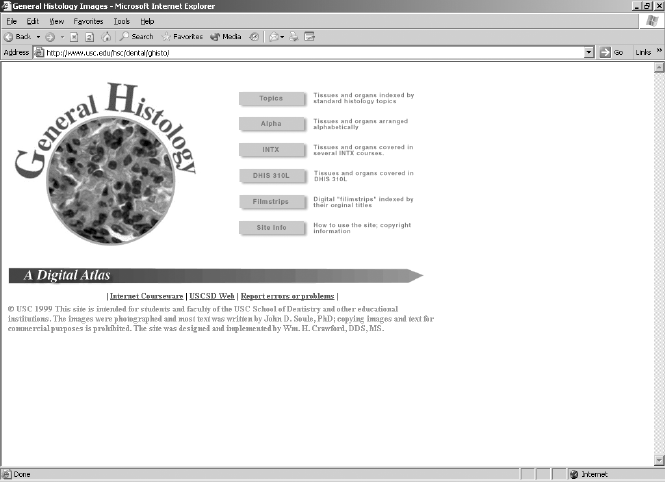 General Histology Images - Microsoft Internet Explorer
File Edit View Favorites Tools Help
Back Search Favorites Media
Address http://www.usc.edu/hsc/dental/ghisto/ Go Links »
General Histology
Topics
Tissues and organs indexed by
standard histology topics
Alpha
Tissues and organs arranged
alphabetically
INTX
Tissues and organs covered in
several INTX courses.
DHIS 310L
Tissues and organs covered in
DHIS 310L
Filmstrips
Digital "filimstrips" indexed by
their orginal titles
Site Info
How to use the site; copyright
information
A Digital Atlas
| Internet Courseware | USCSD Web | Report errors or problems |
© USC 1999 This site is intended for students and faculty of the USC School of Dentistry and other educational
institutions. The images were photographed and most text was written by John D. Soule, PhD; copying images and text for
commercial purposes is prohibited. The site was designed and implemented by Wm. H. Crawford, DDS, MS.
Done Internet